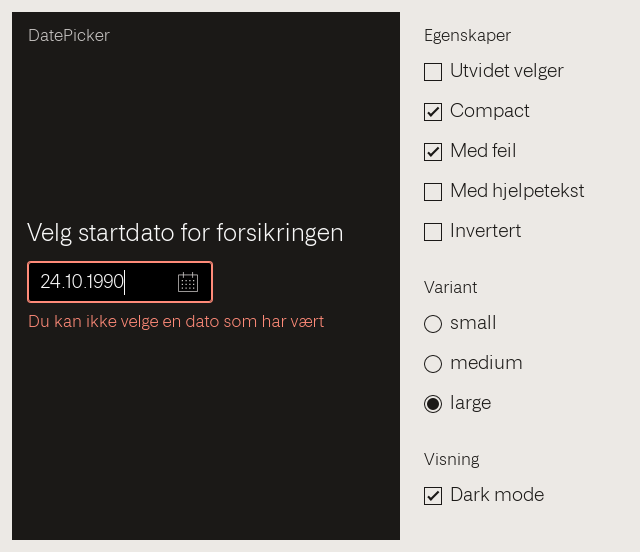 DatePicker
Velg startdato for forsikringen
24.10.1990
Du kan ikke velge en dato som har vært
Egenskaper
Utvidet velger
Compact
Med feil
Med hjelpetekst
Invertert
Variant
small
medium
large
Visning
Dark mode